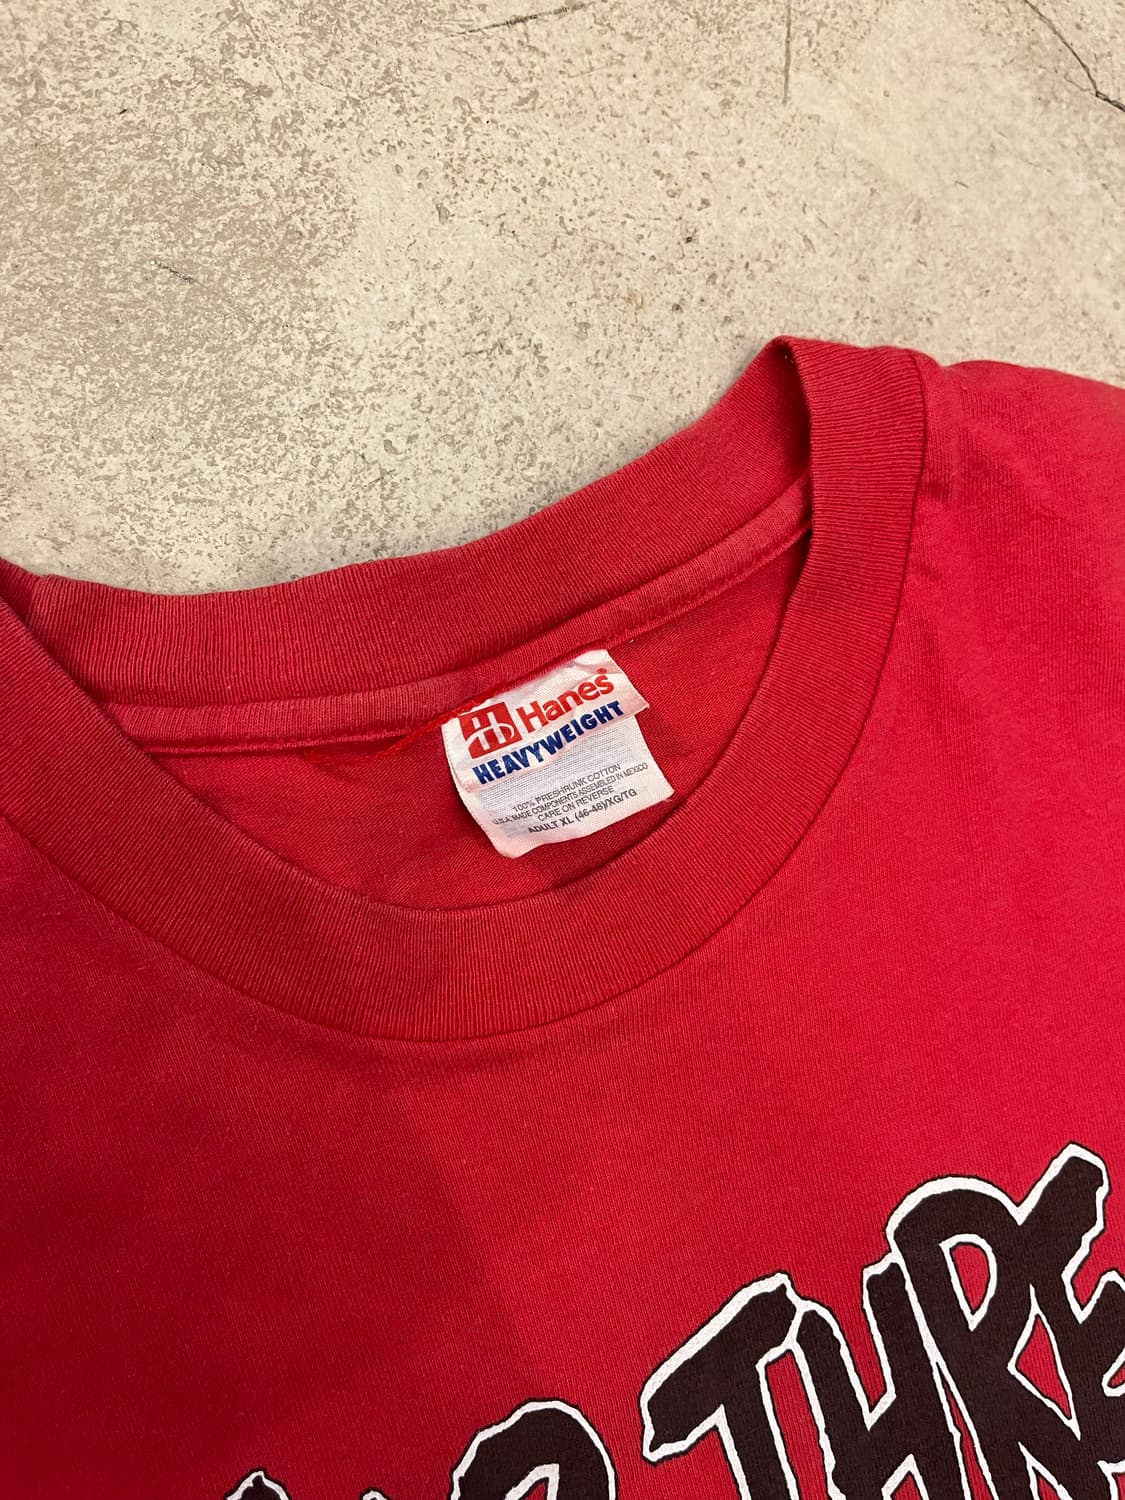 Hanes
HEAVYWEIGHT
100% PRESHRUNK COTTON
U.S.A. MADE COMPONENTS ASSEMBLED IN MEXICO
CARE ON REVERSE
ADULT XL (46-48)/XG/TG
THRE